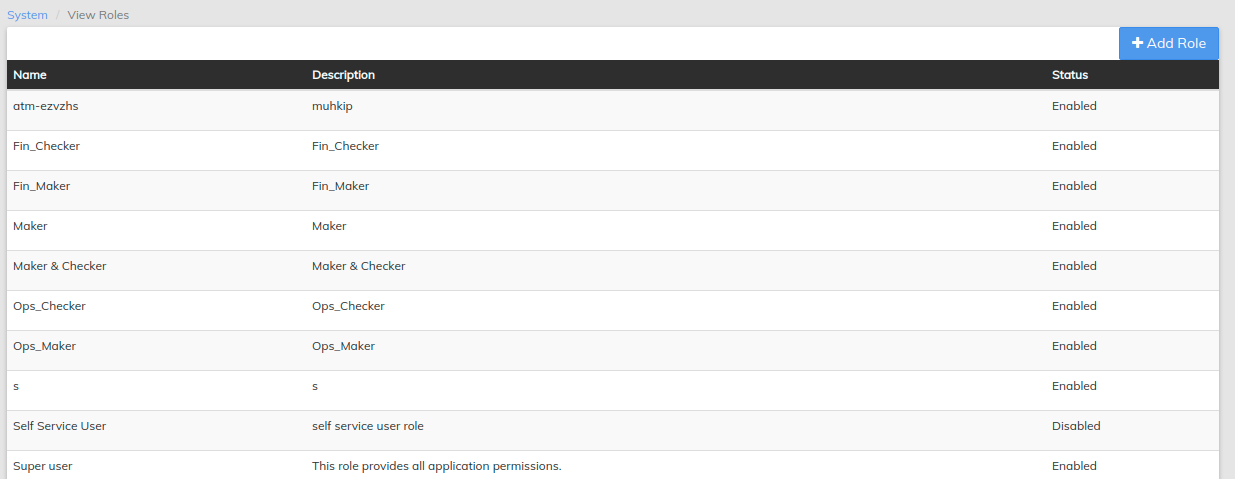 System / View Roles
Add Role
Name Description Status
atm-ezvzhs muhkip Enabled
Fin_Checker Fin_Checker Enabled
Fin_Maker Fin_Maker Enabled
Maker Maker Enabled
Maker & Checker Maker & Checker Enabled
Ops_Checker Ops_Checker Enabled
Ops_Maker Ops_Maker Enabled
s s Enabled
Self Service User self service user role Disabled
Super user This role provides all application permissions. Enabled